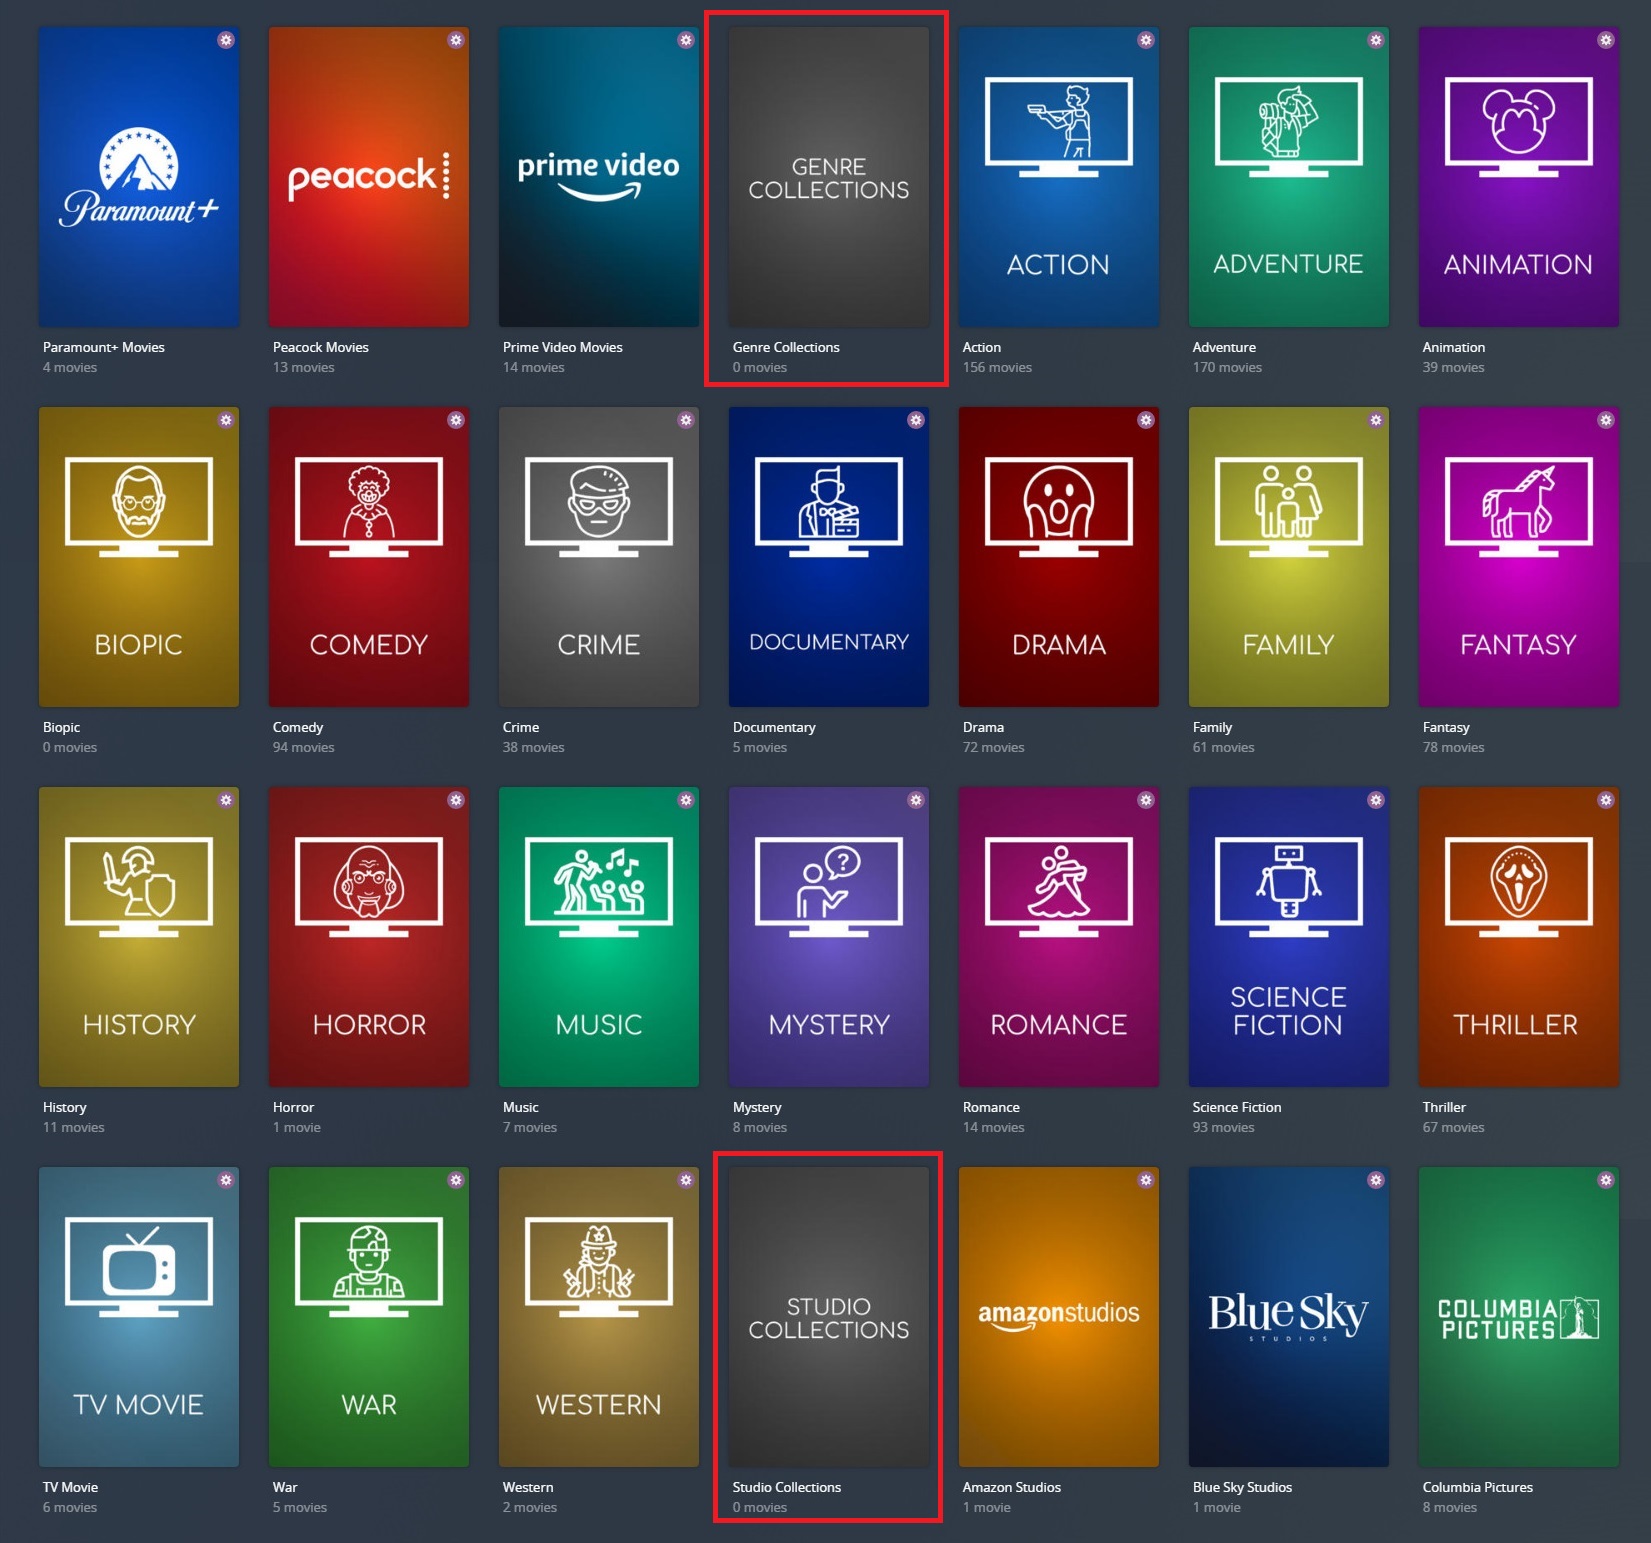 Paramount+
peacock
prime video
GENRE
COLLECTIONS
ACTION
ADVENTURE
ANIMATION
Paramount+ Movies
4 movies
Peacock Movies
13 movies
Prime Video Movies
14 movies
Genre Collections
0 movies
Action
156 movies
Adventure
170 movies
Animation
39 movies
BIOPIC
COMEDY
CRIME
DOCUMENTARY
DRAMA
FAMILY
FANTASY
Biopic
0 movies
Comedy
94 movies
Crime
38 movies
Documentary
5 movies
Drama
72 movies
Family
61 movies
Fantasy
78 movies
HISTORY
HORROR
MUSIC
?
MYSTERY
ROMANCE
SCIENCE
FICTION
THRILLER
History
11 movies
Horror
1 movie
Music
7 movies
Mystery
8 movies
Romance
14 movies
Science Fiction
93 movies
Thriller
67 movies
TV MOVIE
WAR
WESTERN
STUDIO
COLLECTIONS
amazonstudios
Blue Sky
STUDIOS
COLUMBIA
PICTURES
TV Movie
6 movies
War
5 movies
Western
2 movies
Studio Collections
0 movies
Amazon Studios
1 movie
Blue Sky Studios
1 movie
Columbia Pictures
8 movies